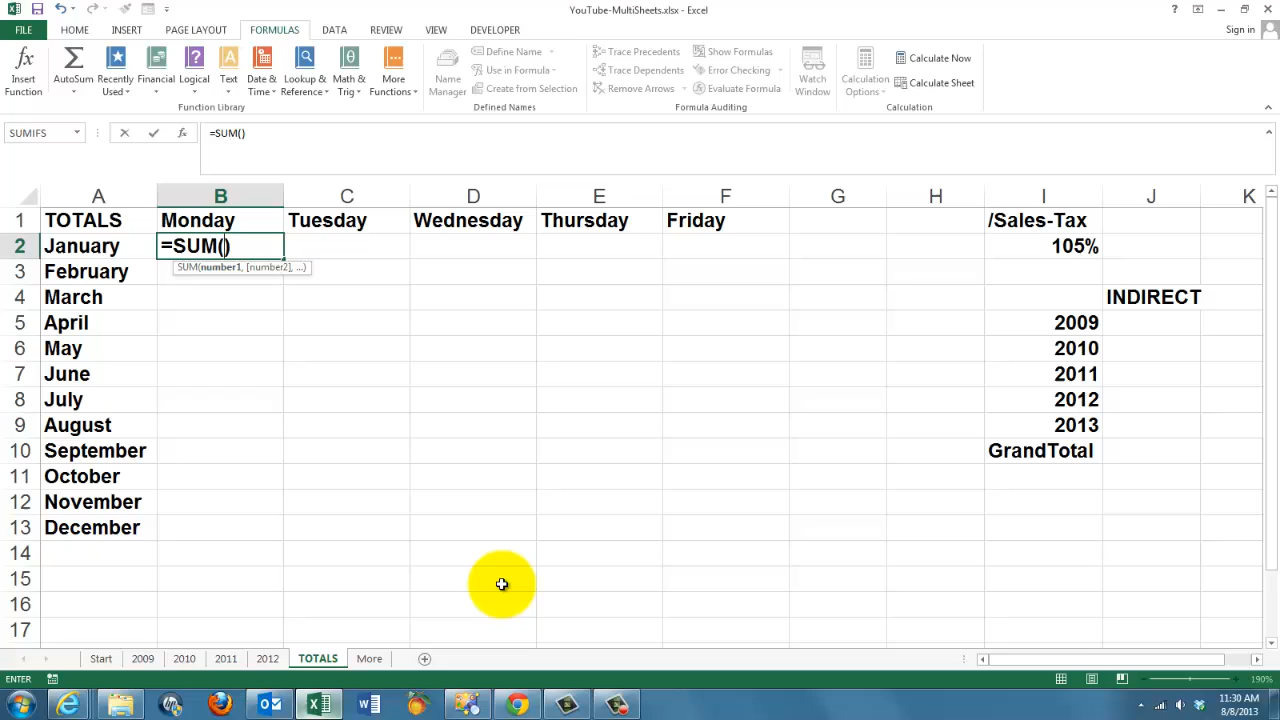 YouTube-MultiSheets.xlsx - Excel
?
FILE HOME INSERT PAGE LAYOUT FORMULAS DATA REVIEW VIEW DEVELOPER Sign in
fx Σ ? A θ
Insert Function
AutoSum
Recently Used
Financial
Logical
Text
Date & Time
Lookup & Reference
Math & Trig
More Functions
Function Library
Name Manager
Define Name
Use in Formula
Create from Selection
Defined Names
Trace Precedents
Trace Dependents
Remove Arrows
Show Formulas
Error Checking
Evaluate Formula
Formula Auditing
Watch Window
Calculation Options
Calculate Now
Calculate Sheet
Calculation
SUMIFS fx =SUM()
A B C D E F G H I J K
1 TOTALS Monday Tuesday Wednesday Thursday Friday /Sales-Tax
2 January =SUM() 105%
SUM(number1, [number2], ...)
3 February
4 March INDIRECT
5 April 2009
6 May 2010
7 June 2011
8 July 2012
9 August 2013
10 September GrandTotal
11 October
12 November
13 December
14
15
16
17
Start 2009 2010 2011 2012 TOTALS More
ENTER 190%
11:30 AM
8/8/2013